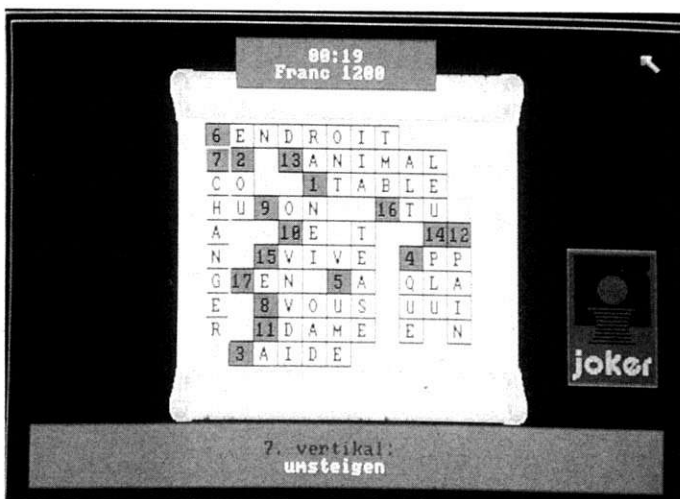 00:19
Franc 1200
6 E N D R O I T
7 2 13 A N I M A L
C O 1 T A B L E
H U 9 O N 16 T U
A 10 E T 14 12
N 15 V I V E 4 P P
G 17 E N 5 A Q L A
E 8 V O U S U U I
R 11 D A M E E N
3 A I D E
joker
7. vertikal:
umsteigen